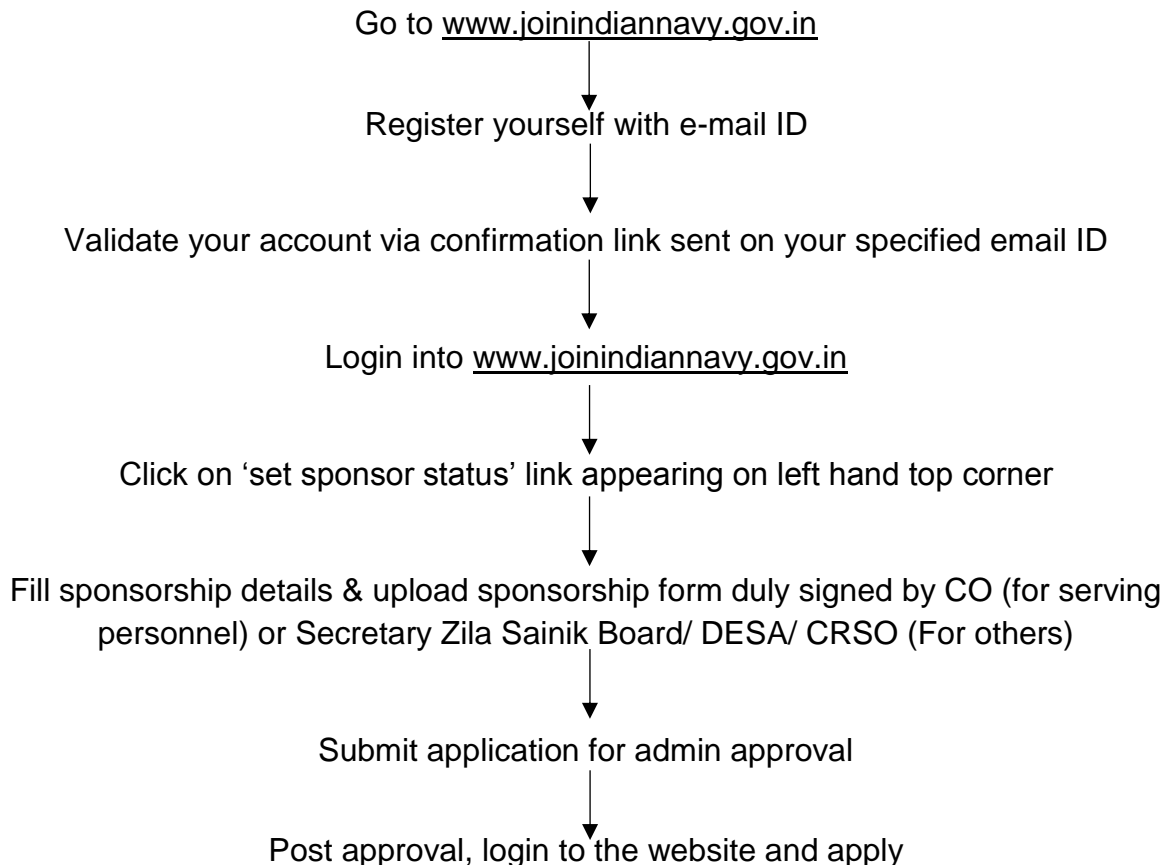 Go to www.joinindiannavy.gov.in
Register yourself with e-mail ID
Validate your account via confirmation link sent on your specified email ID
Login into www.joinindiannavy.gov.in
Click on ‘set sponsor status’ link appearing on left hand top corner
Fill sponsorship details & upload sponsorship form duly signed by CO (for serving
personnel) or Secretary Zila Sainik Board/ DESA/ CRSO (For others)
Submit application for admin approval
Post approval, login to the website and apply